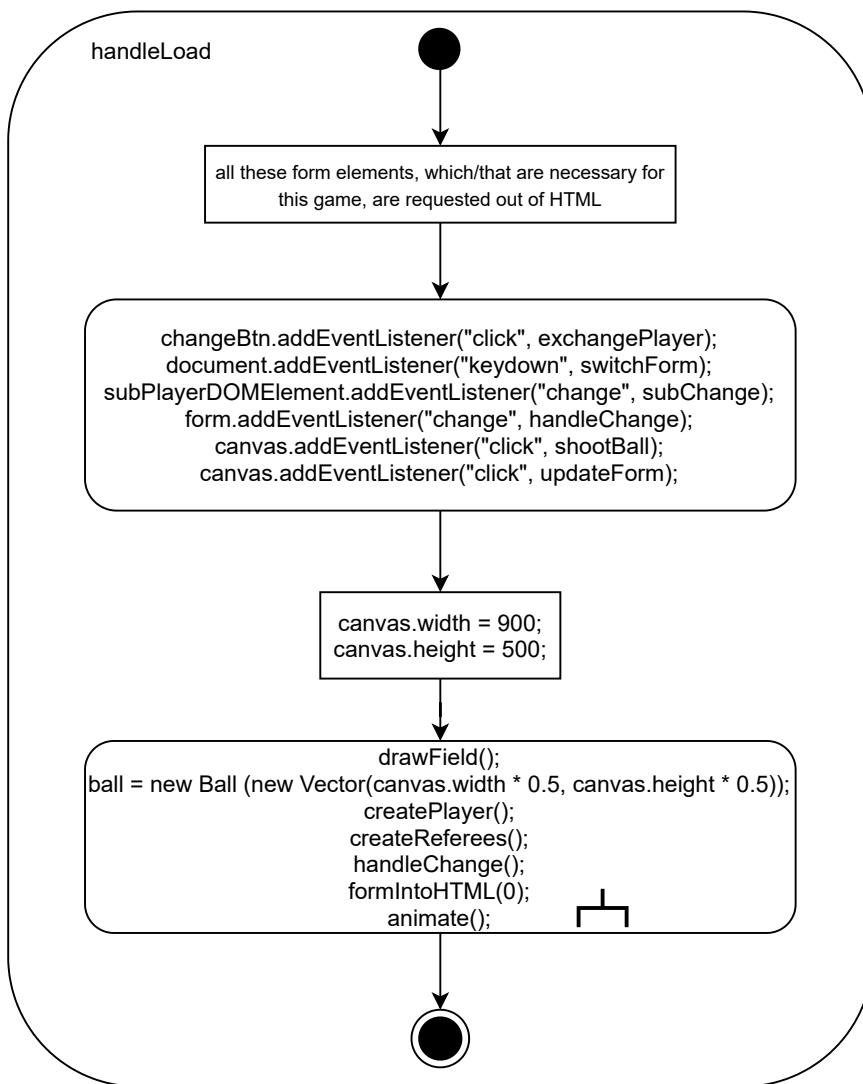 handleLoad
all these form elements, which/that are necessary for
this game, are requested out of HTML
changeBtn.addEventListener("click", exchangePlayer);
document.addEventListener("keydown", switchForm);
subPlayerDOMElement.addEventListener("change", subChange);
form.addEventListener("change", handleChange);
canvas.addEventListener("click", shootBall);
canvas.addEventListener("click", updateForm);
canvas.width = 900;
canvas.height = 500;
drawField();
ball = new Ball (new Vector(canvas.width * 0.5, canvas.height * 0.5));
createPlayer();
createReferees();
handleChange();
formIntoHTML(0);
animate();